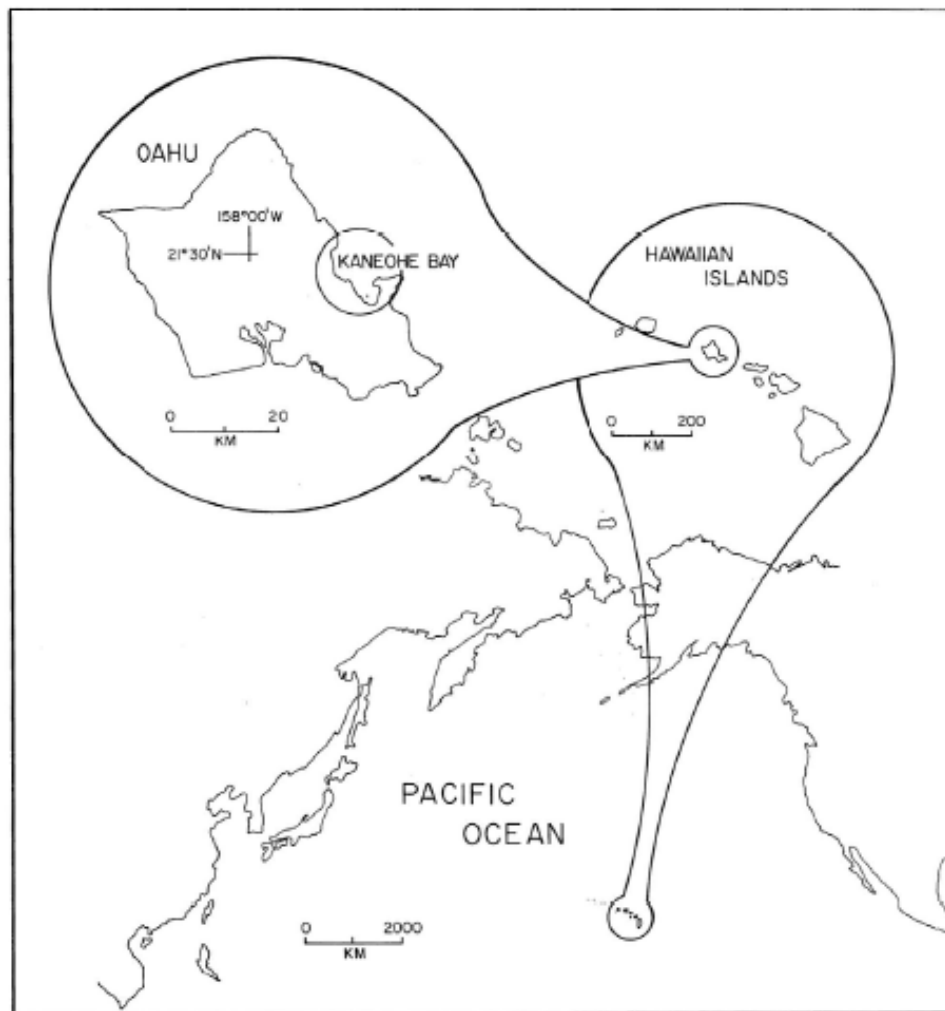 OAHU
158°00'W
21°30'N
KANEOHE BAY
0 20
KM
HAWAIIAN
ISLANDS
0 200
KM
PACIFIC
OCEAN
0 2000
KM